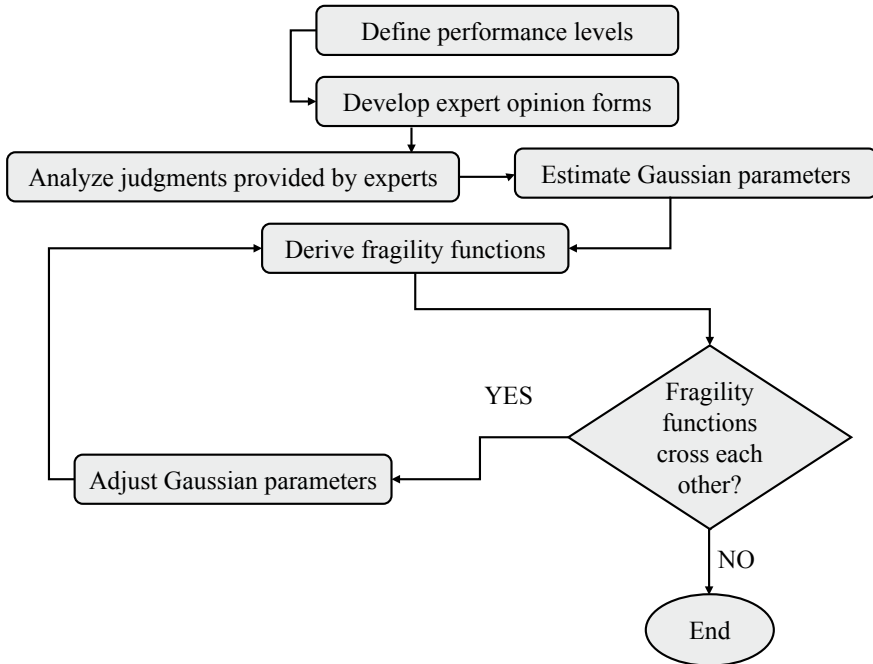 Define performance levels
Develop expert opinion forms
Analyze judgments provided by experts
Estimate Gaussian parameters
Derive fragility functions
Fragility
functions
cross each
other?
YES
Adjust Gaussian parameters
NO
End